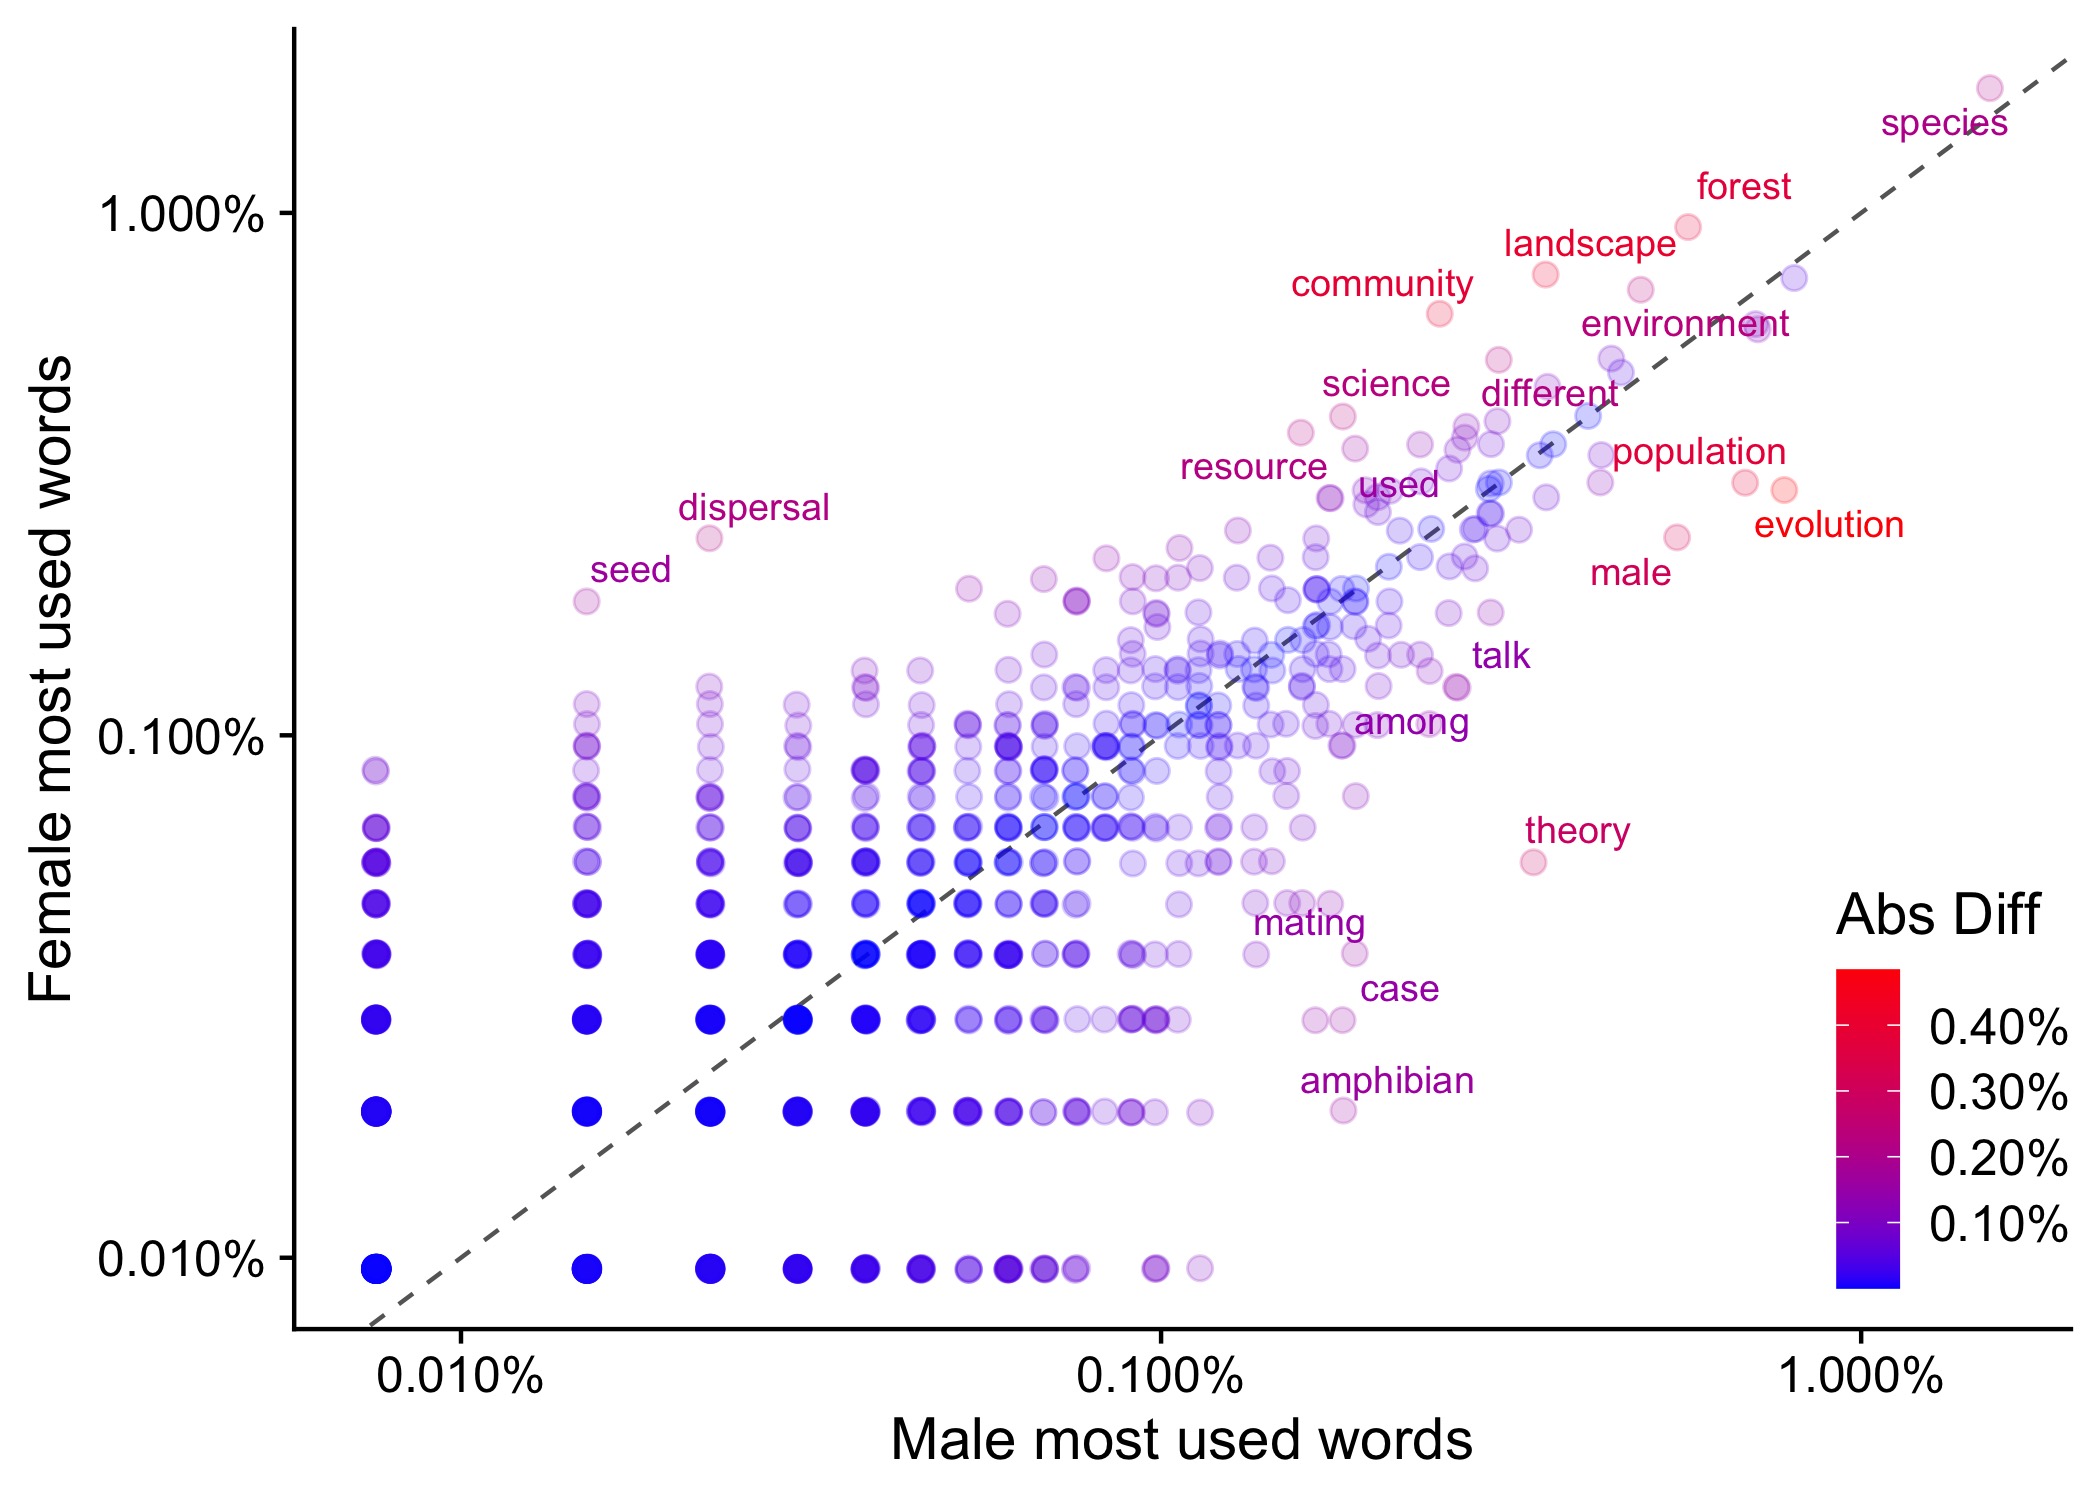 species
forest
landscape
community
environment
science
different
population
resource
used
dispersal
evolution
seed
male
talk
among
theory
mating
case
amphibian
Female most used words
1.000%
0.100%
0.010%
0.010%
0.100%
1.000%
Male most used words
Abs Diff
0.40%
0.30%
0.20%
0.10%